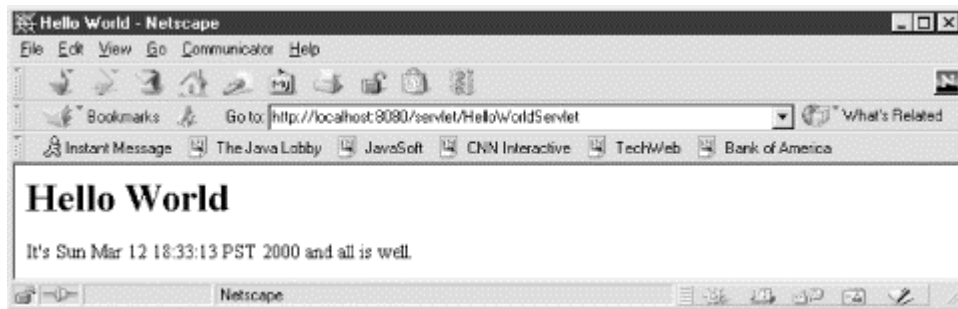 Hello World - Netscape
File Edit View Go Communicator Help
My N
Bookmarks Go to: http://localhost:8080/servlet/HelloWorldServlet What's Related
Instant Message The Java Lobby JavaSoft CNN Interactive TechWeb Bank of America
Hello World
It's Sun Mar 12 18:33:13 PST 2000 and all is well.
Netscape